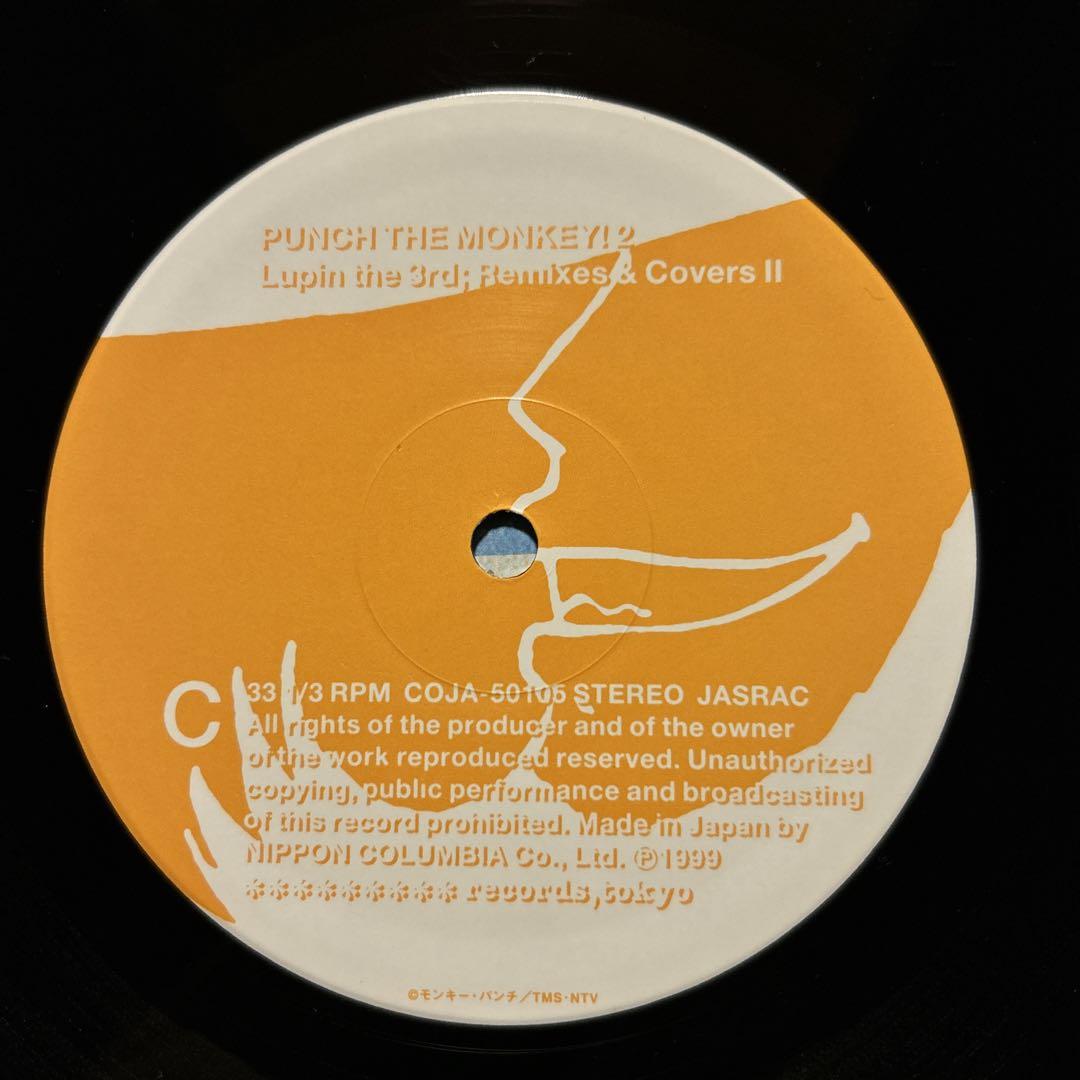 PUNCH THE MONKEY! 2
Lupin the 3rd; Remixes & Covers II
C
33 1/3 RPM COJA-50105 STEREO JASRAC
All rights of the producer and of the owner
of the work reproduced reserved. Unauthorized
copying, public performance and broadcasting
of this record prohibited. Made in Japan by
NIPPON COLUMBIA Co., Ltd. ℗1999
********* records,tokyo
©モンキー・パンチ/TMS・NTV